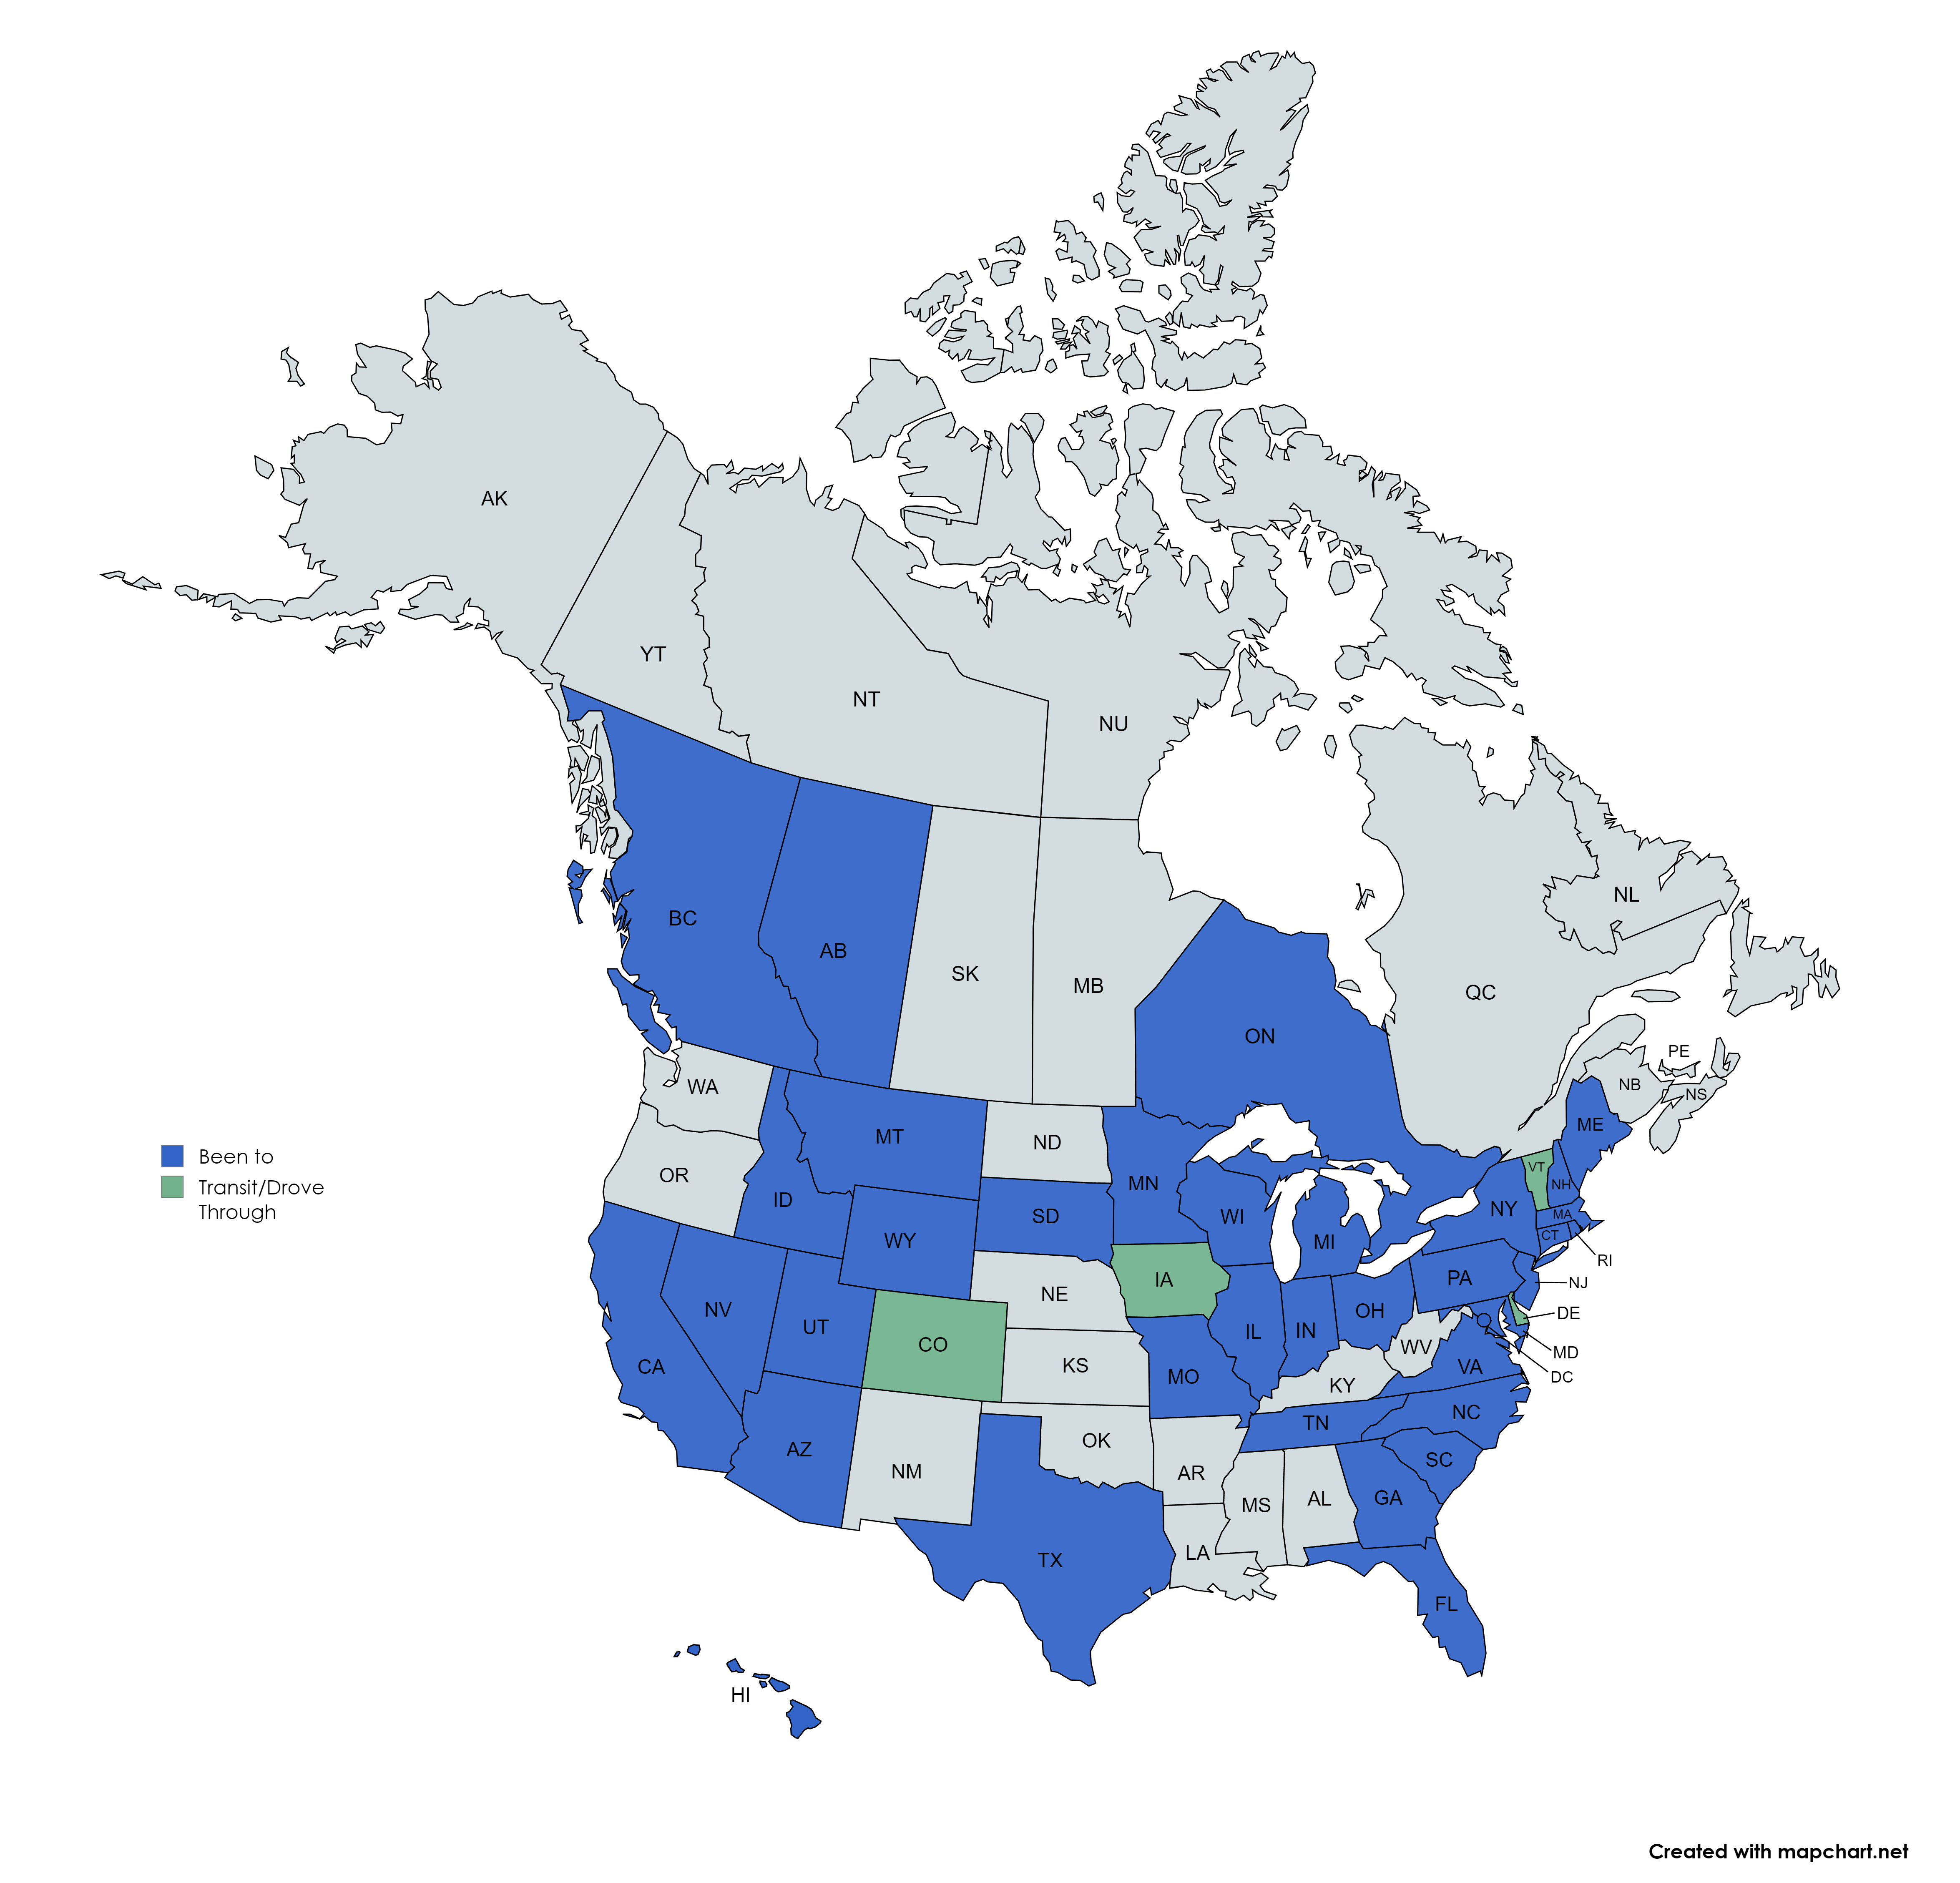 AK
YT
NT
NU
BC
AB
SK
MB
NL
QC
ON
PE
NB
NS
WA
MT
ND
ME
OR
ID
MN
VT
NH
Been to
Transit/Drove
Through
SD
WI
NY
MA
WY
MI
CT
RI
IA
PA
NJ
NE
NV
UT
CO
IL
IN
OH
DE
CA
KS
MO
WV
VA
MD
DC
KY
AZ
NM
OK
TN
NC
AR
SC
MS
AL
GA
TX
LA
FL
HI
Created with mapchart.net